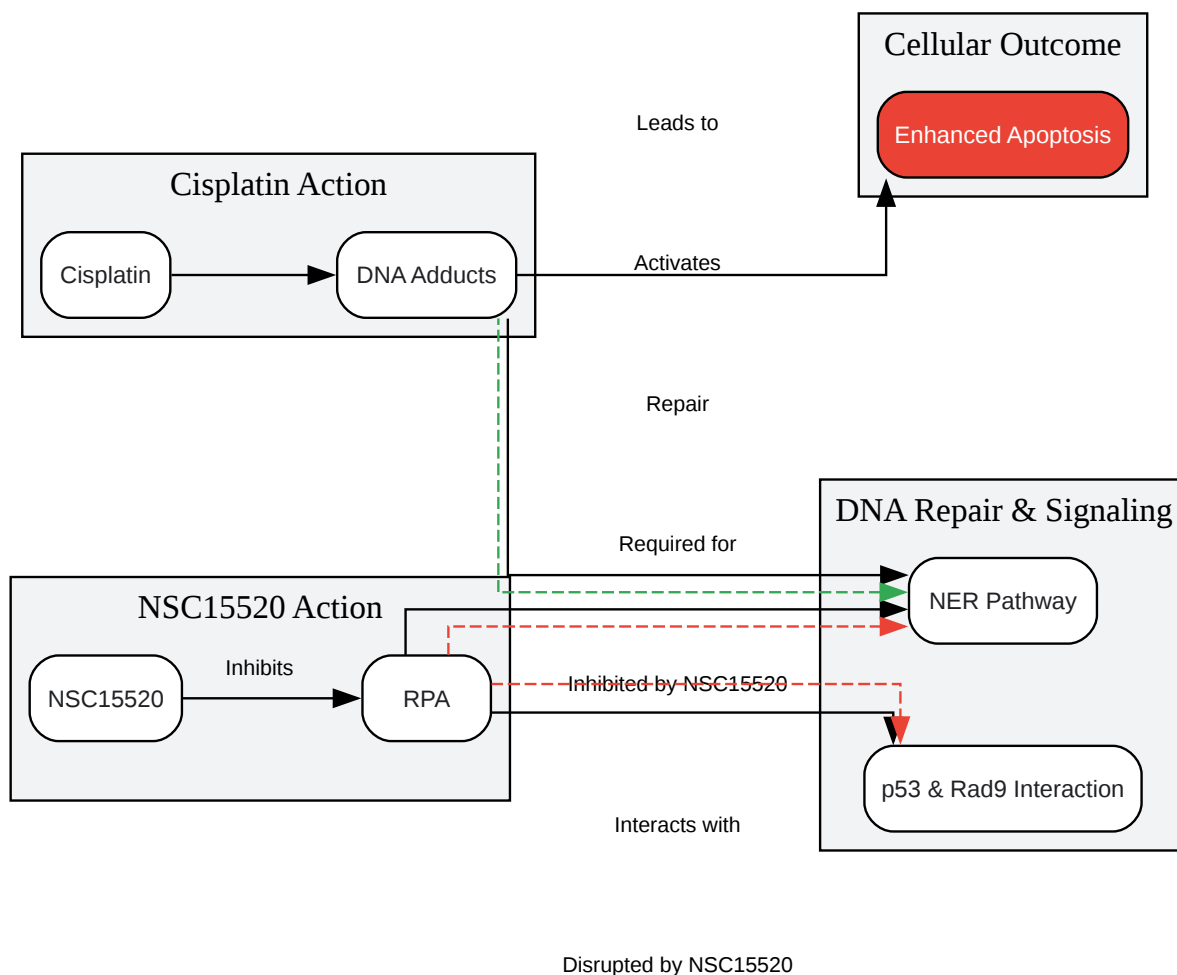 Cellular Outcome
Leads to
Enhanced Apoptosis
Cisplatin Action
Cisplatin
DNA Adducts
Activates
Repair
DNA Repair & Signaling
Required for
NSC15520 Action
NER Pathway
Inhibits
NSC15520
RPA
Inhibited by NSC15520
p53 & Rad9 Interaction
Interacts with
Disrupted by NSC15520